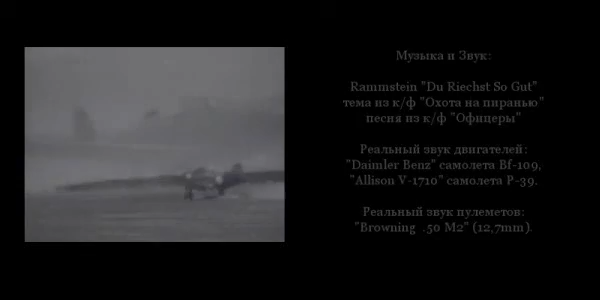 Музыка и Звук:
Rammstein "Du Riechst So Gut"
тема из к/ф "Охота на пиранью"
песня из к/ф "Офицеры"
Реальный звук двигателей:
"Daimler Benz" самолета Bf-109,
"Allison V-1710" самолета Р-39.
Реальный звук пулеметов:
"Browning .50 М2" (12,7mm).